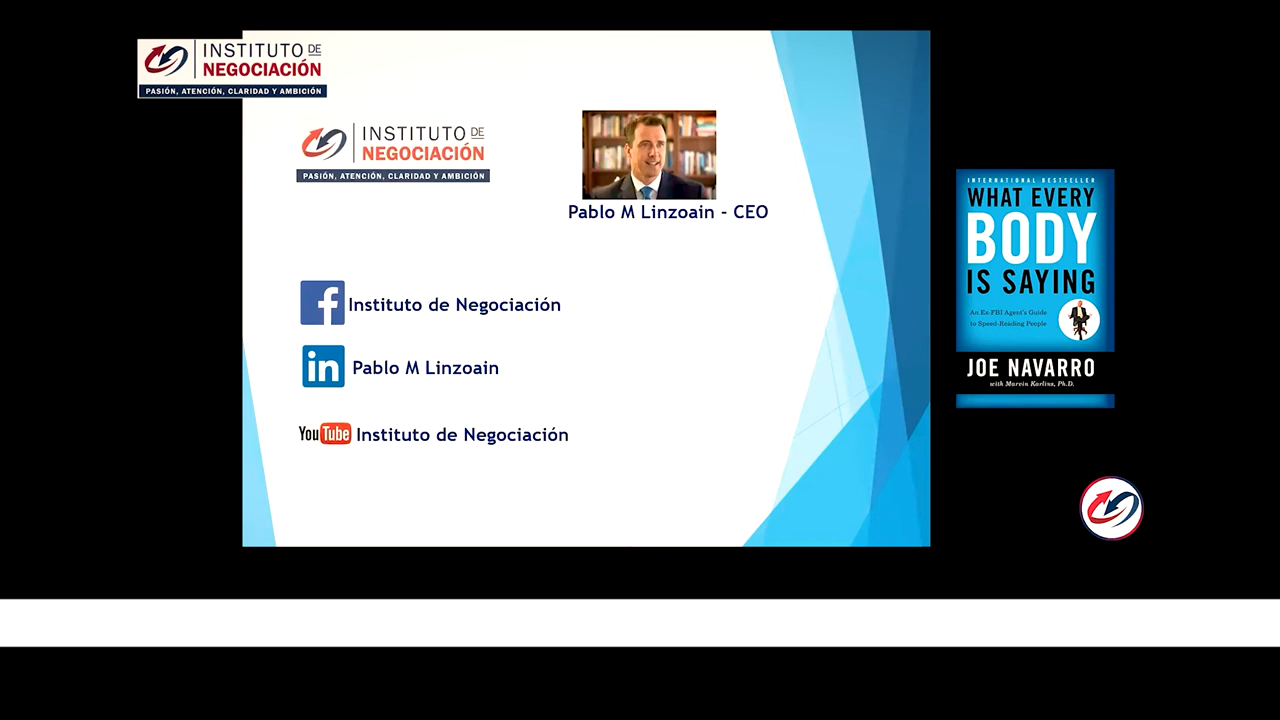 INSTITUTO DE
NEGOCIACIÓN
PASIÓN, ATENCIÓN, CLARIDAD Y AMBICIÓN
INSTITUTO DE
NEGOCIACIÓN
PASIÓN, ATENCIÓN, CLARIDAD Y AMBICIÓN
Pablo M Linzoain - CEO
Instituto de Negociación
in Pablo M Linzoain
YouTube Instituto de Negociación
INTERNATIONAL BESTSELLER
WHAT EVERY
BODY
IS SAYING
An Ex-FBI Agent's Guide
to Speed-Reading People
JOE NAVARRO
with Marvin Karlins, Ph.D.